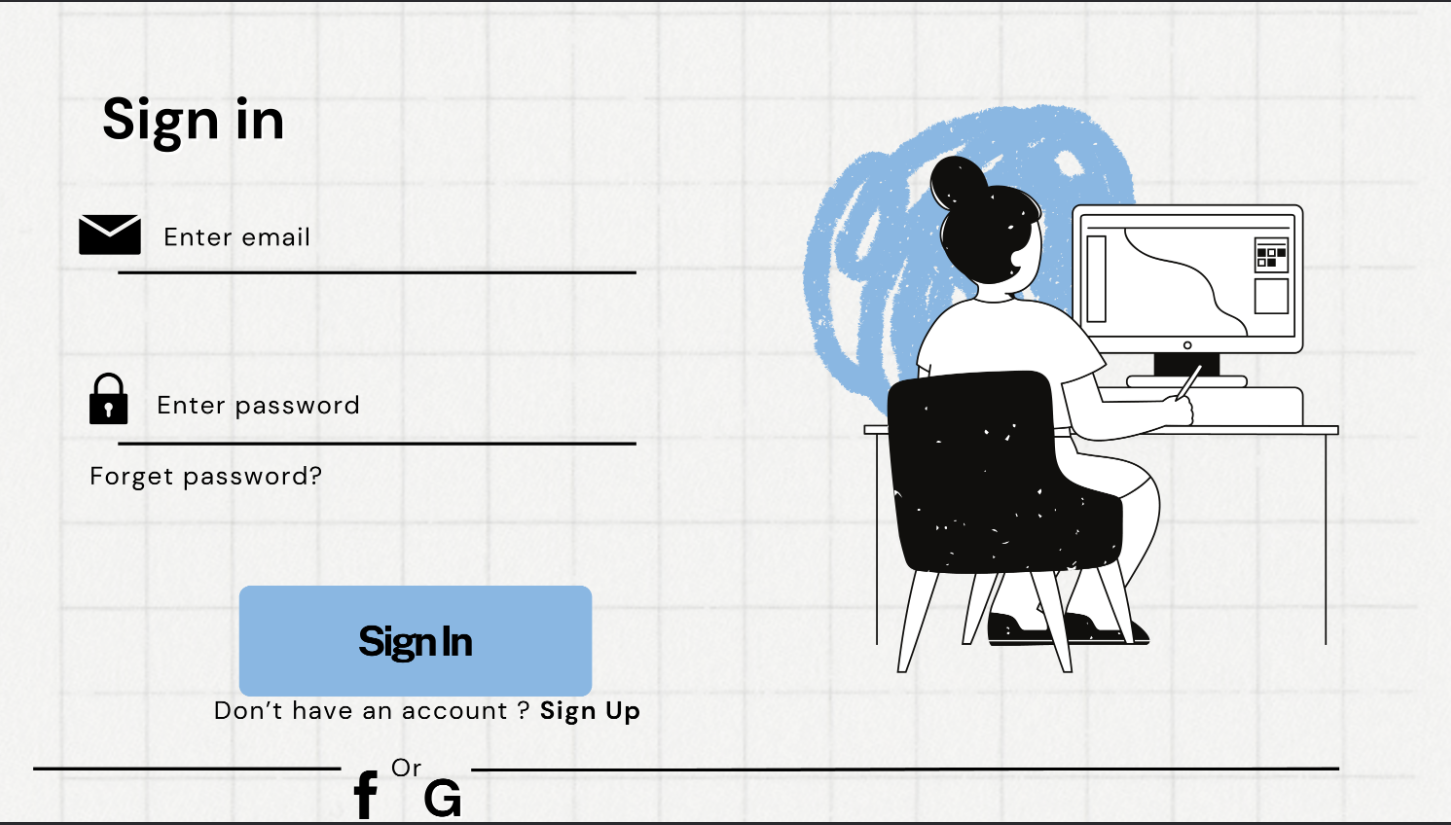 Sign in
Enter email
Enter password
Forget password?
Sign In
Don't have an account ? Sign Up
Or
f
G